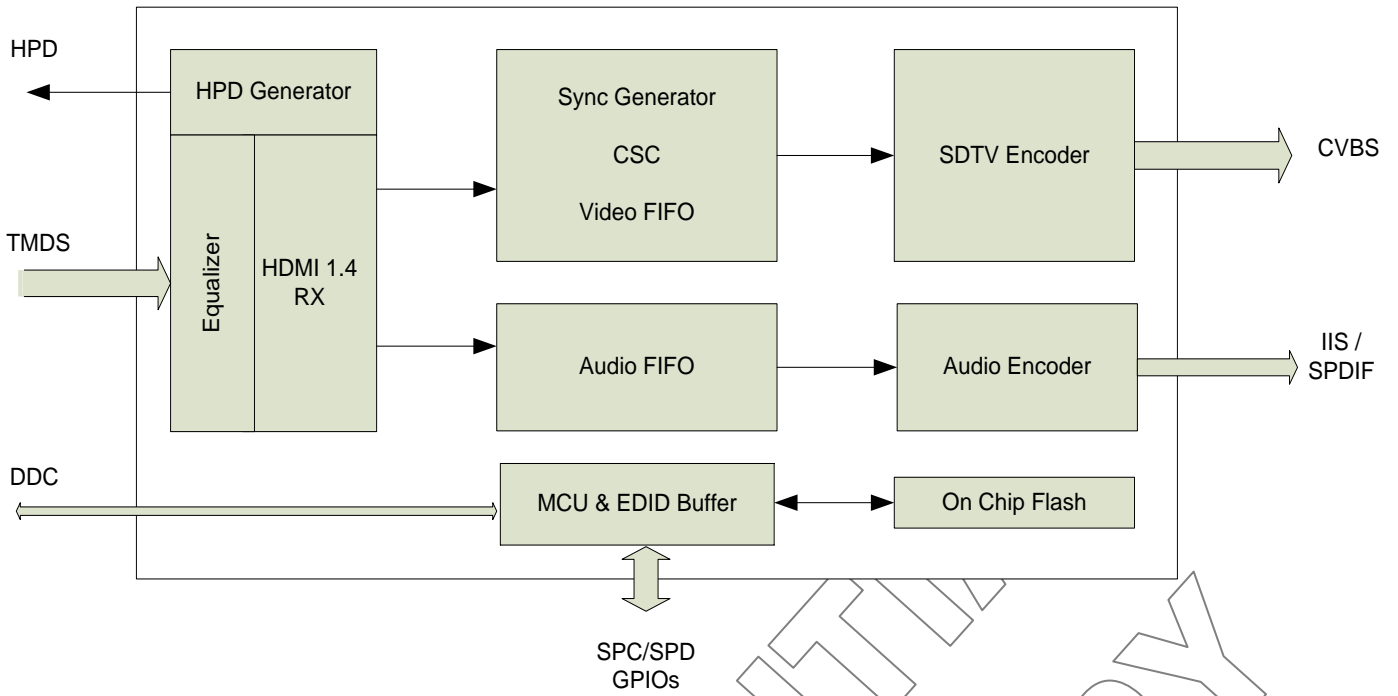 HPD
HPD Generator
Sync Generator
CSC
Video FIFO
SDTV Encoder
CVBS
TMDS
Equalizer
HDMI 1.4
RX
Audio FIFO
Audio Encoder
IIS /
SPDIF
DDC
MCU & EDID Buffer
On Chip Flash
SPC/SPD
GPIOs